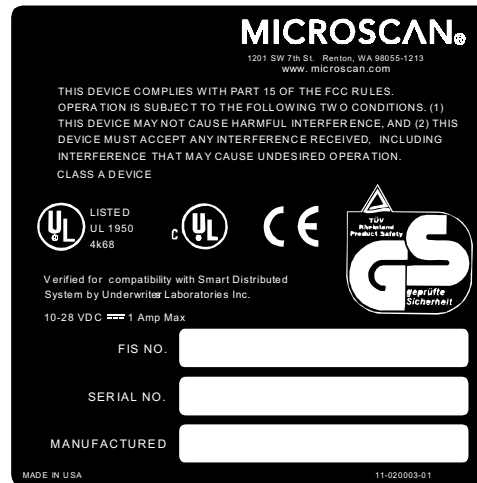 MICROSCAN®
1201 SW 7th St. Renton, WA 98055-1213
www. microscan.com
THIS DEVICE COMPLIES WITH PART 15 OF THE FCC RULES.
OPERATION IS SUBJECT TO THE FOLLOWING TWO CONDITIONS. (1)
THIS DEVICE MAY NOT CAUSE HARMFUL INTERFERENCE, AND (2) THIS
DEVICE MUST ACCEPT ANY INTERFERENCE RECEIVED, INCLUDING
INTERFERENCE THAT MAY CAUSE UNDESIRED OPERATION.
CLASS A DEVICE
UL
LISTED
UL 1950
4k68
C UL
CE
TÜV
Rheinland
Product Safety
GS
geprüfte
Sicherheit
Verified for compatibility with Smart Distributed
System by Underwriters Laboratories Inc.
10-28 VDC 1 Amp Max
FIS NO.
SERIAL NO.
MANUFACTURED
MADE IN USA
11-020003-01